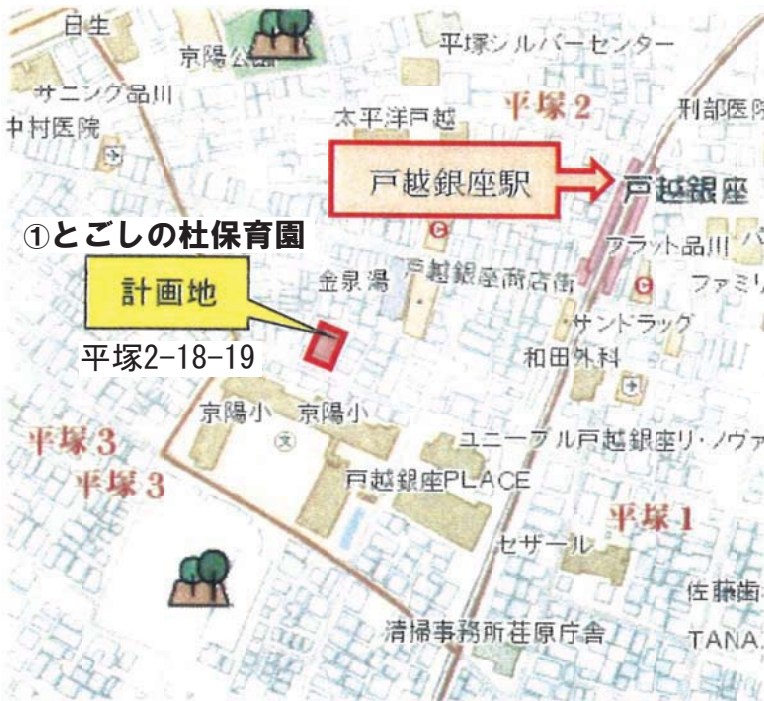 日生
京陽公園
平塚シルバーセンター
サニング品川
平塚2
刑部医院
中村医院
太平洋戸越
戸越銀座駅
戸越銀座
①とごしの杜保育園
フラット品川
計画地
金泉湯
戸越銀座商店街
ファミリ
サンドラッグ
平塚2-18-19
和田外科
京陽小
京陽小
文
平塚3
ユニーブル戸越銀座リ・ノヴァ
平塚3
戸越銀座PLACE
平塚1
セザール
佐藤歯
清掃事務所荏原庁舎
TANA